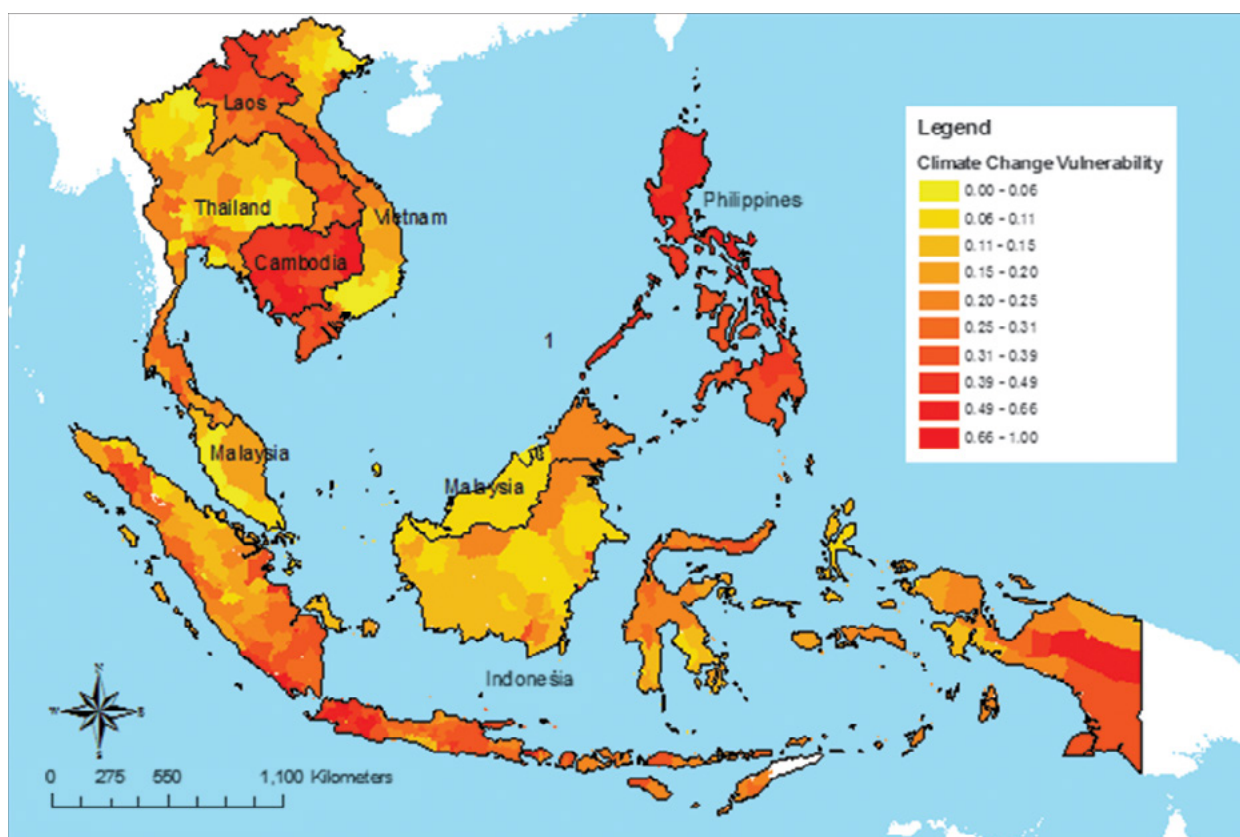 Laos
Thailand
Vietnam
Cambodia
Philippines
1
Malaysia
Malaysia
Indonesia
Legend
Climate Change Vulnerability
0.00 - 0.06
0.06 - 0.11
0.11 - 0.15
0.15 - 0.20
0.20 - 0.25
0.25 - 0.31
0.31 - 0.39
0.39 - 0.49
0.49 - 0.66
0.66 - 1.00
N
W E
S
0 275 550 1,100 Kilometers